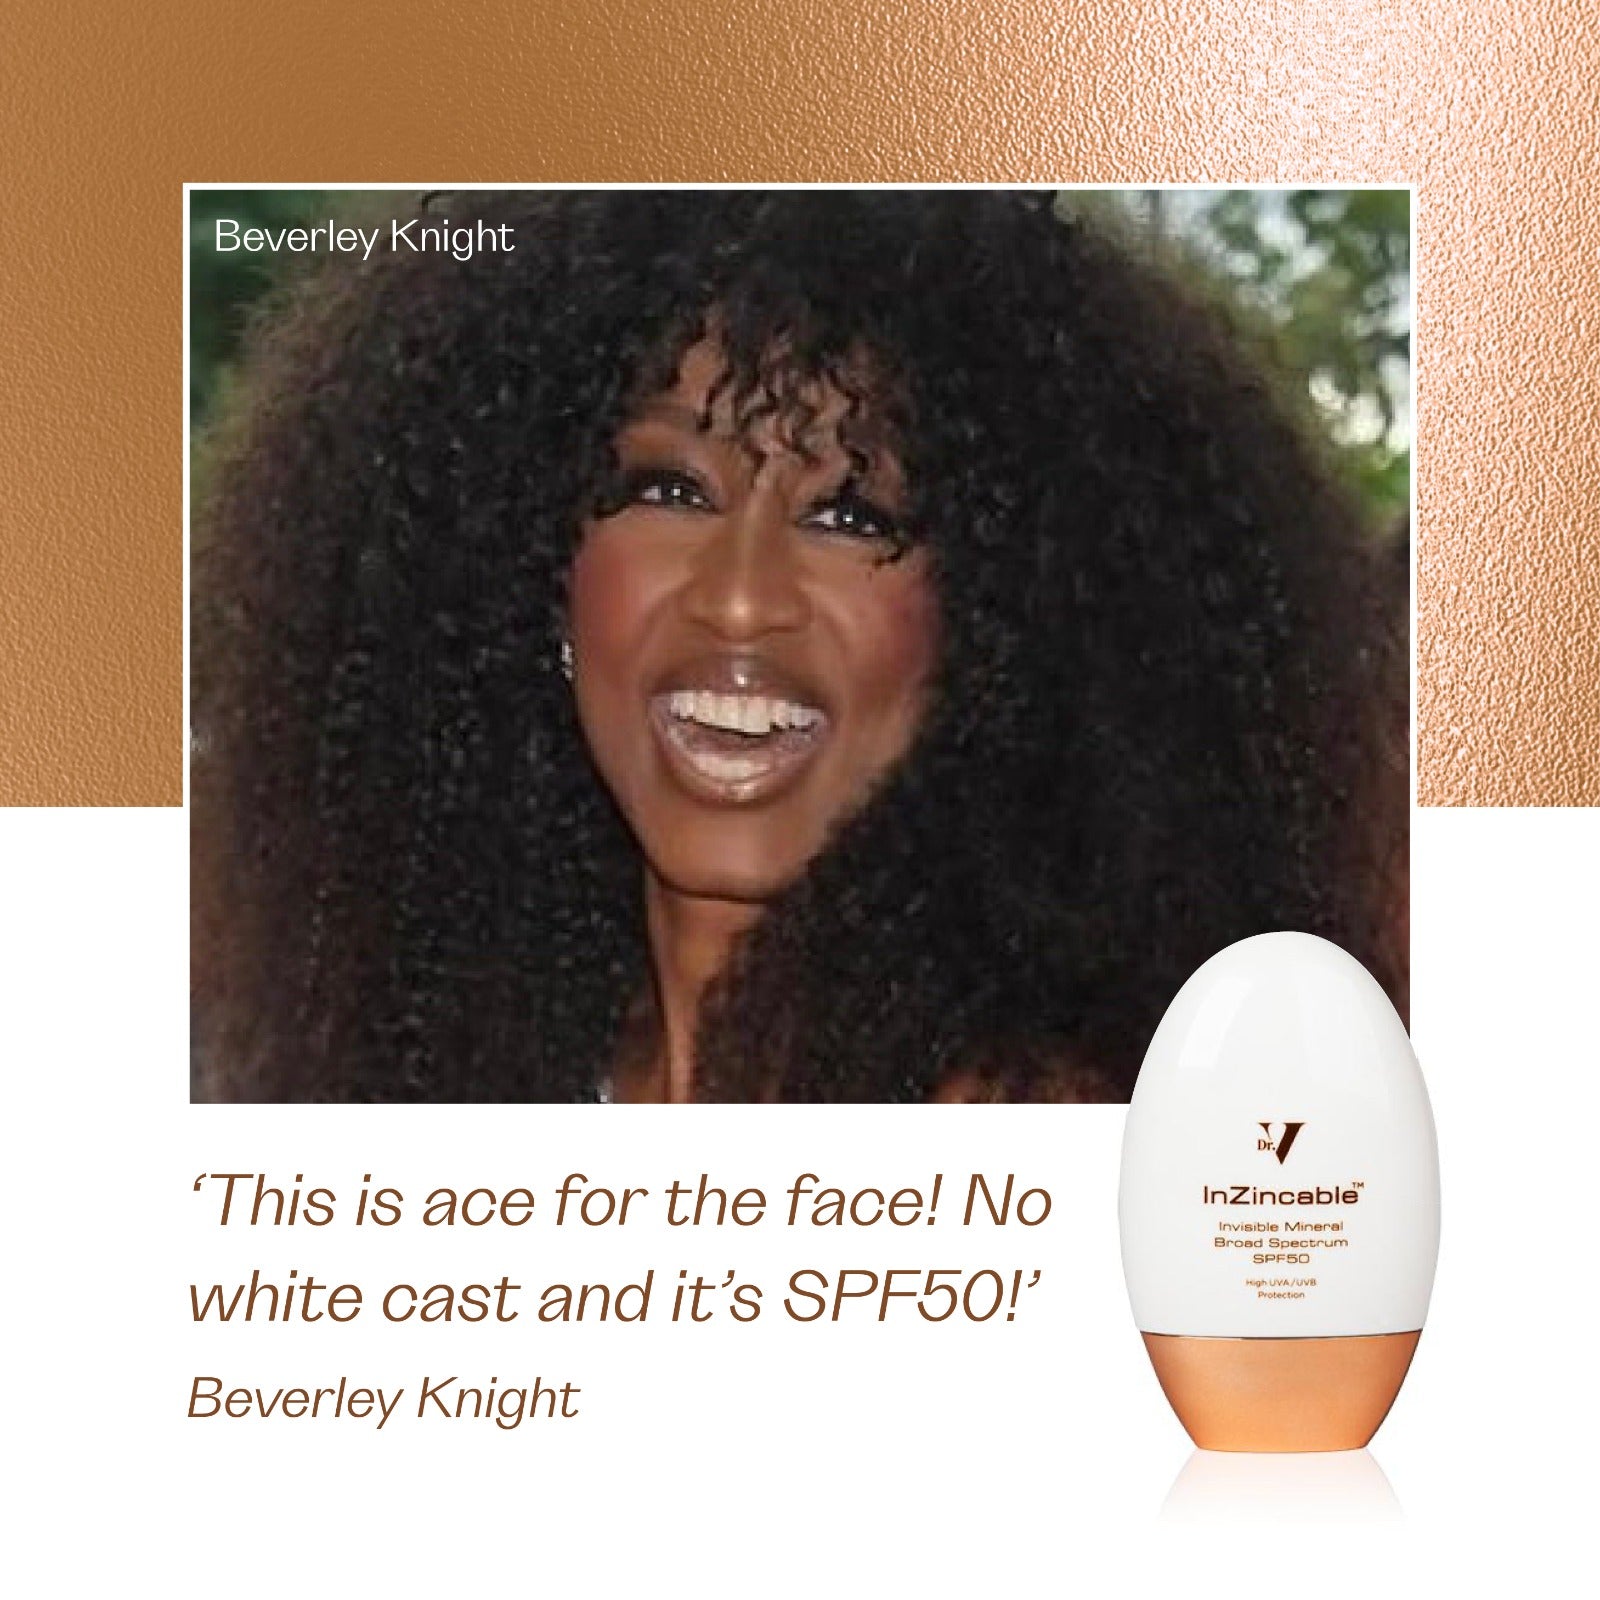 Beverley Knight
‘This is ace for the face! No
white cast and it’s SPF50!’
Beverley Knight
Dr. V
InZincable™
Invisible Mineral
Broad Spectrum
SPF50
High UVA/UVB
Protection